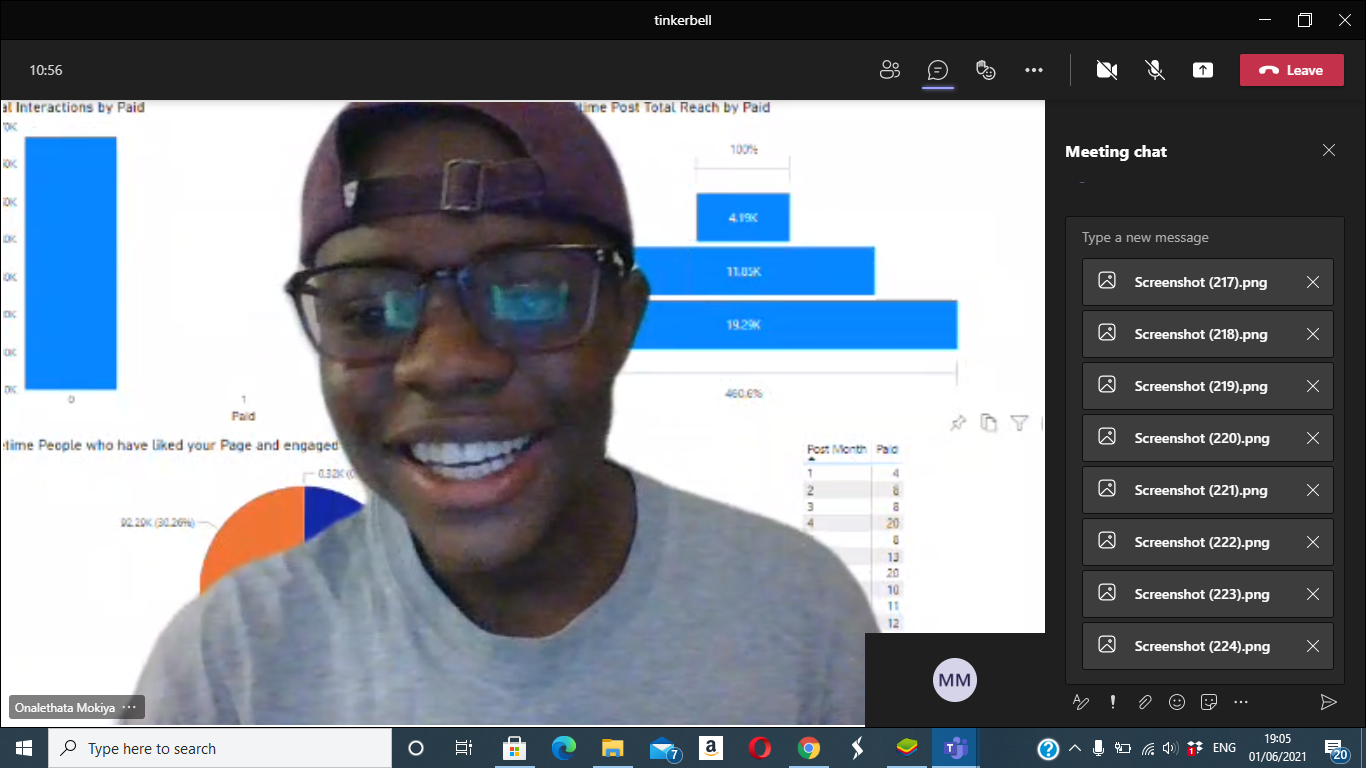 tinkerbell
10:56
Leave
al Interactions by Paid
0
1
Paid
time Post Total Reach by Paid
100%
4.19K
11.05K
19.29K
460.6%
etime People who have liked your Page and engaged
92.20K (30.26%)
0.32K
Post Month Paid
1 4
2 8
3 8
4 20
8
13
20
10
11
12
Onalethata Mokiya
MM
Meeting chat
Type a new message
Screenshot (217).png
Screenshot (218).png
Screenshot (219).png
Screenshot (220).png
Screenshot (221).png
Screenshot (222).png
Screenshot (223).png
Screenshot (224).png
Type here to search
7
a
1
ENG
19:05
01/06/2021
20